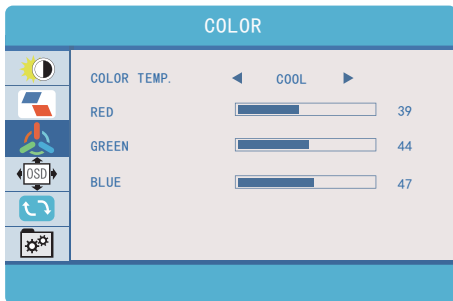 COLOR
COLOR TEMP. ◀ COOL ▶
RED 39
GREEN 44
OSD
BLUE 47